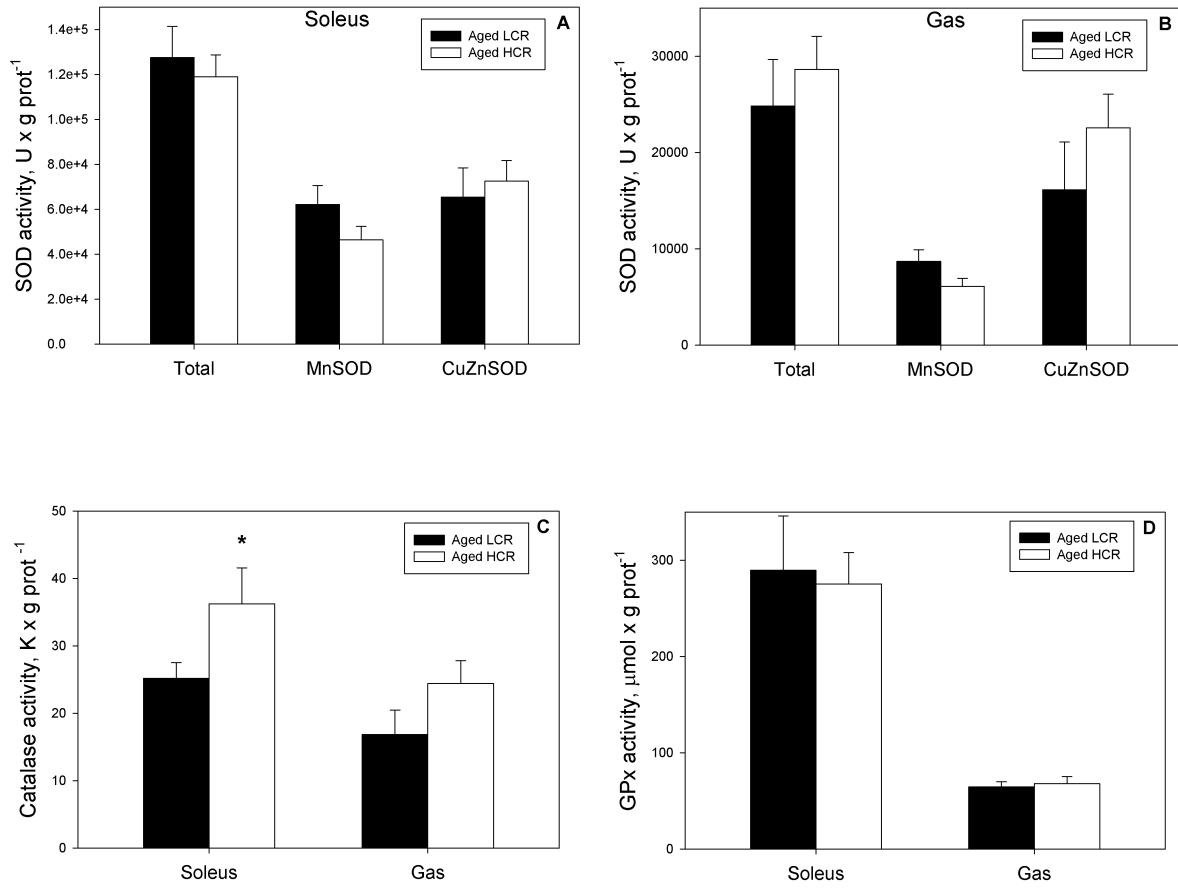 Soleus
A
Aged LCR
Aged HCR
SOD activity, U x g prot⁻¹
1.4e+5
1.2e+5
1.0e+5
8.0e+4
6.0e+4
4.0e+4
2.0e+4
0.0
Total MnSOD CuZnSOD
Gas
B
Aged LCR
Aged HCR
SOD activity, U x g prot⁻¹
30000
20000
10000
0
Total MnSOD CuZnSOD
C
Aged LCR
Aged HCR
*
Catalase activity, K x g prot ⁻¹
50
40
30
20
10
0
Soleus Gas
D
Aged LCR
Aged HCR
GPx activity, μmol x g prot⁻¹
300
200
100
0
Soleus Gas